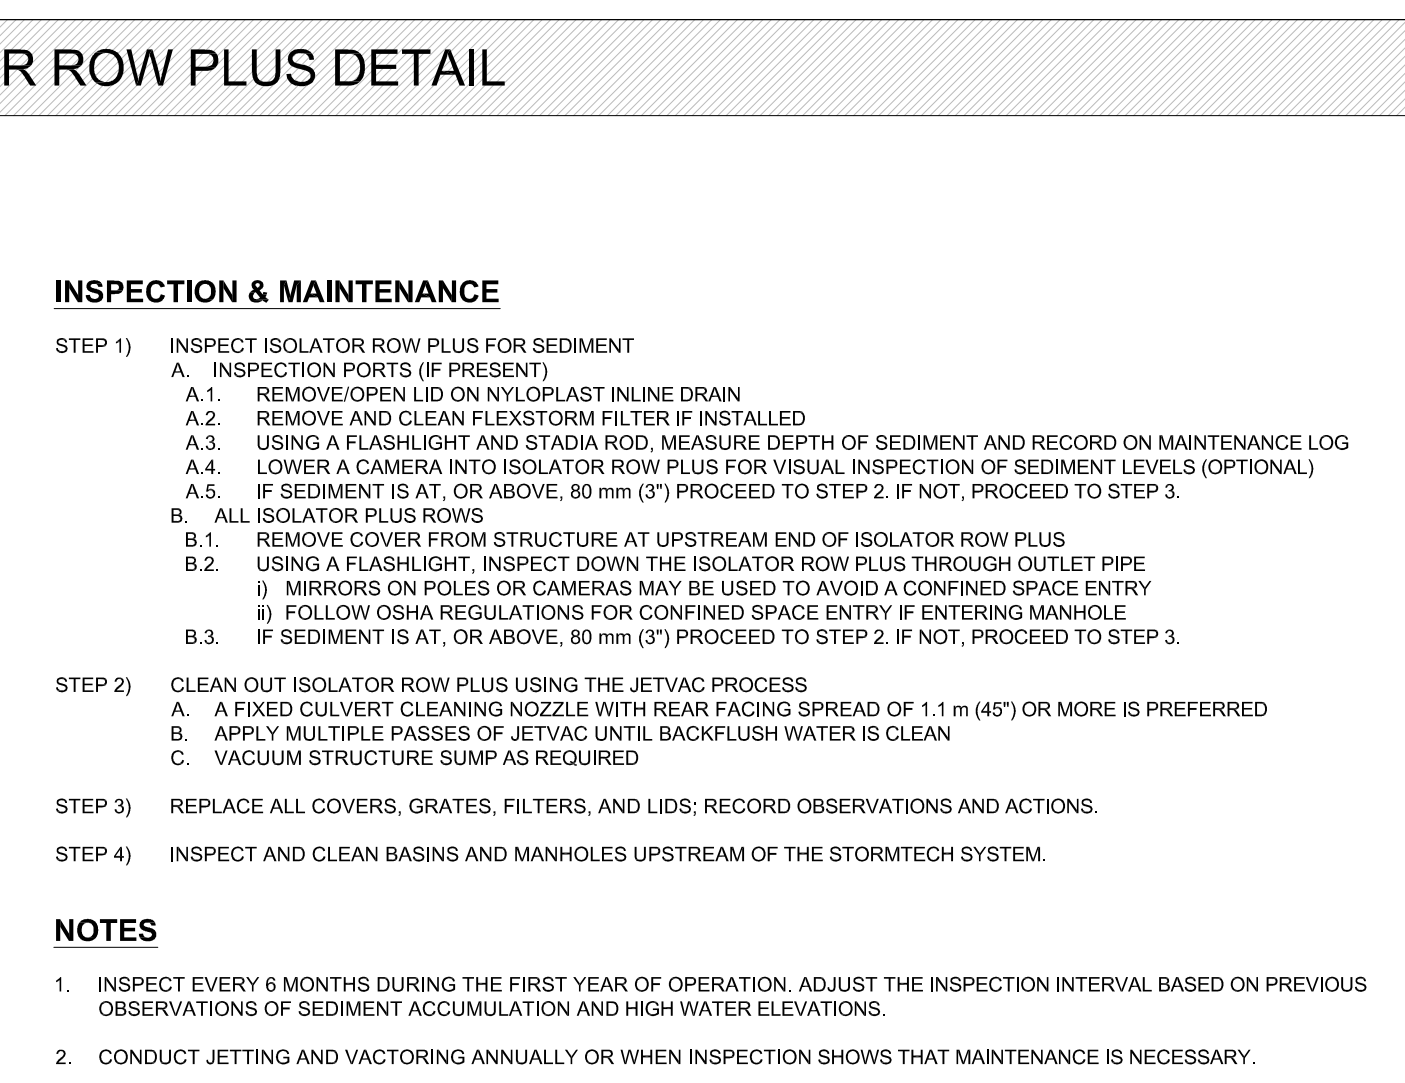 R ROW PLUS DETAIL
INSPECTION & MAINTENANCE
STEP 1) INSPECT ISOLATOR ROW PLUS FOR SEDIMENT
A. INSPECTION PORTS (IF PRESENT)
A.1. REMOVE/OPEN LID ON NYLOPLAST INLINE DRAIN
A.2. REMOVE AND CLEAN FLEXSTORM FILTER IF INSTALLED
A.3. USING A FLASHLIGHT AND STADIA ROD, MEASURE DEPTH OF SEDIMENT AND RECORD ON MAINTENANCE LOG
A.4. LOWER A CAMERA INTO ISOLATOR ROW PLUS FOR VISUAL INSPECTION OF SEDIMENT LEVELS (OPTIONAL)
A.5. IF SEDIMENT IS AT, OR ABOVE, 80 mm (3") PROCEED TO STEP 2. IF NOT, PROCEED TO STEP 3.
B. ALL ISOLATOR PLUS ROWS
B.1. REMOVE COVER FROM STRUCTURE AT UPSTREAM END OF ISOLATOR ROW PLUS
B.2. USING A FLASHLIGHT, INSPECT DOWN THE ISOLATOR ROW PLUS THROUGH OUTLET PIPE
i) MIRRORS ON POLES OR CAMERAS MAY BE USED TO AVOID A CONFINED SPACE ENTRY
ii) FOLLOW OSHA REGULATIONS FOR CONFINED SPACE ENTRY IF ENTERING MANHOLE
B.3. IF SEDIMENT IS AT, OR ABOVE, 80 mm (3") PROCEED TO STEP 2. IF NOT, PROCEED TO STEP 3.
STEP 2) CLEAN OUT ISOLATOR ROW PLUS USING THE JETVAC PROCESS
A. A FIXED CULVERT CLEANING NOZZLE WITH REAR FACING SPREAD OF 1.1 m (45") OR MORE IS PREFERRED
B. APPLY MULTIPLE PASSES OF JETVAC UNTIL BACKFLUSH WATER IS CLEAN
C. VACUUM STRUCTURE SUMP AS REQUIRED
STEP 3) REPLACE ALL COVERS, GRATES, FILTERS, AND LIDS; RECORD OBSERVATIONS AND ACTIONS.
STEP 4) INSPECT AND CLEAN BASINS AND MANHOLES UPSTREAM OF THE STORMTECH SYSTEM.
NOTES
1. INSPECT EVERY 6 MONTHS DURING THE FIRST YEAR OF OPERATION. ADJUST THE INSPECTION INTERVAL BASED ON PREVIOUS
OBSERVATIONS OF SEDIMENT ACCUMULATION AND HIGH WATER ELEVATIONS.
2. CONDUCT JETTING AND VACTORING ANNUALLY OR WHEN INSPECTION SHOWS THAT MAINTENANCE IS NECESSARY.